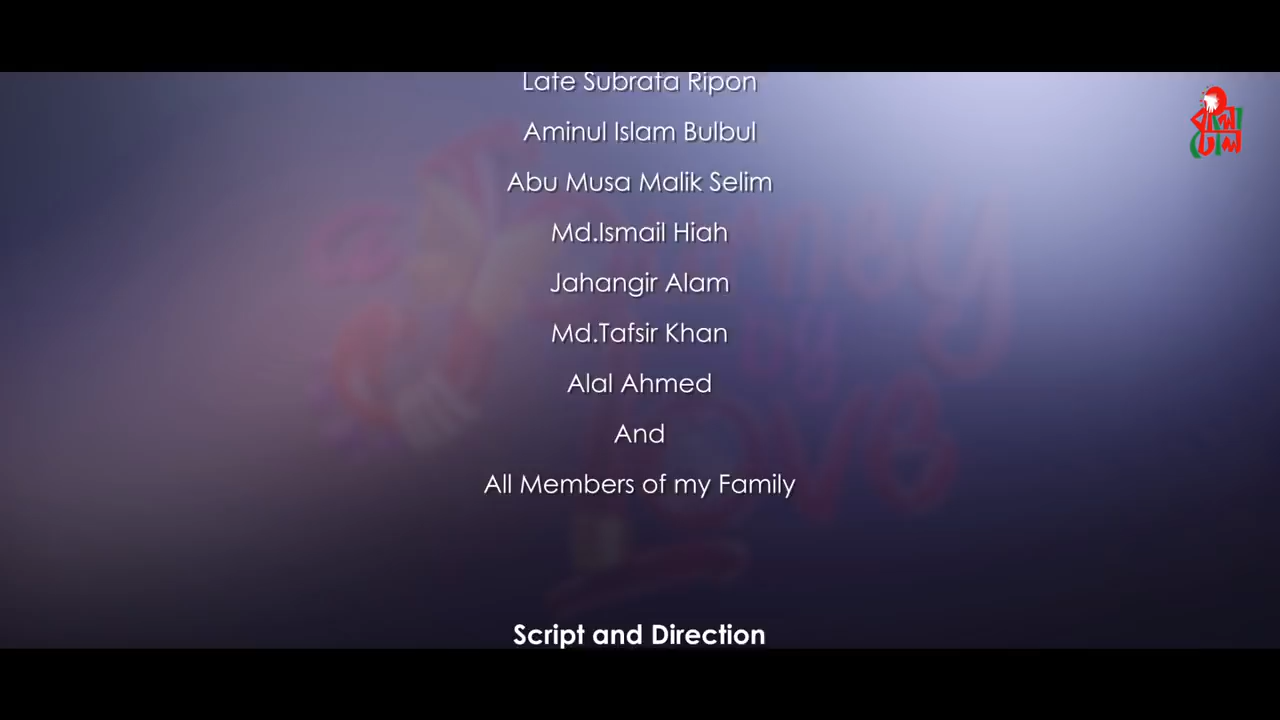 Late Subrata Ripon
Aminul Islam Bulbul
Abu Musa Malik Selim
Md.Ismail Hiah
Jahangir Alam
Md.Tafsir Khan
Alal Ahmed
And
All Members of my Family
Script and Direction